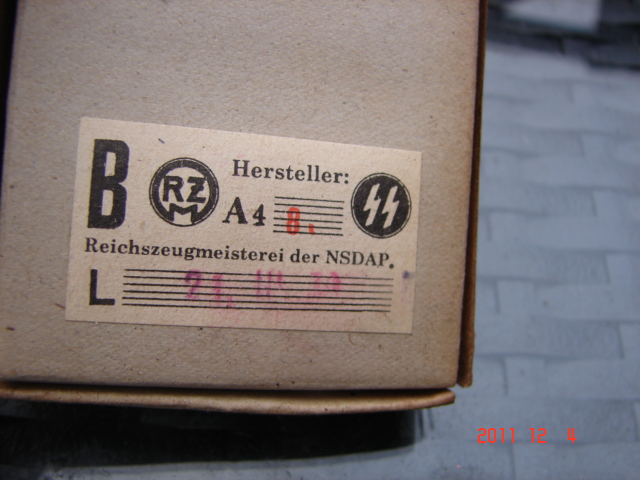 B
RZM
Hersteller:
A4 8.
Reichszeugmeisterei der NSDAP.
L
2011 12 4